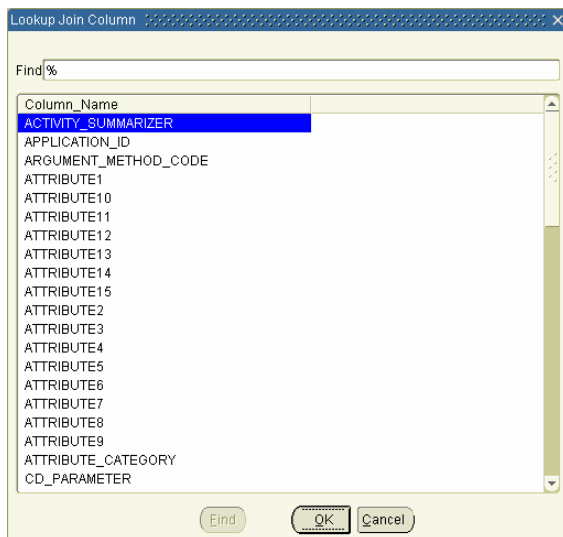 Lookup Join Column
Find %
Column_Name
ACTIVITY_SUMMARIZER
APPLICATION_ID
ARGUMENT_METHOD_CODE
ATTRIBUTE1
ATTRIBUTE10
ATTRIBUTE11
ATTRIBUTE12
ATTRIBUTE13
ATTRIBUTE14
ATTRIBUTE15
ATTRIBUTE2
ATTRIBUTE3
ATTRIBUTE4
ATTRIBUTE5
ATTRIBUTE6
ATTRIBUTE7
ATTRIBUTE8
ATTRIBUTE9
ATTRIBUTE_CATEGORY
CD_PARAMETER
Find OK Cancel